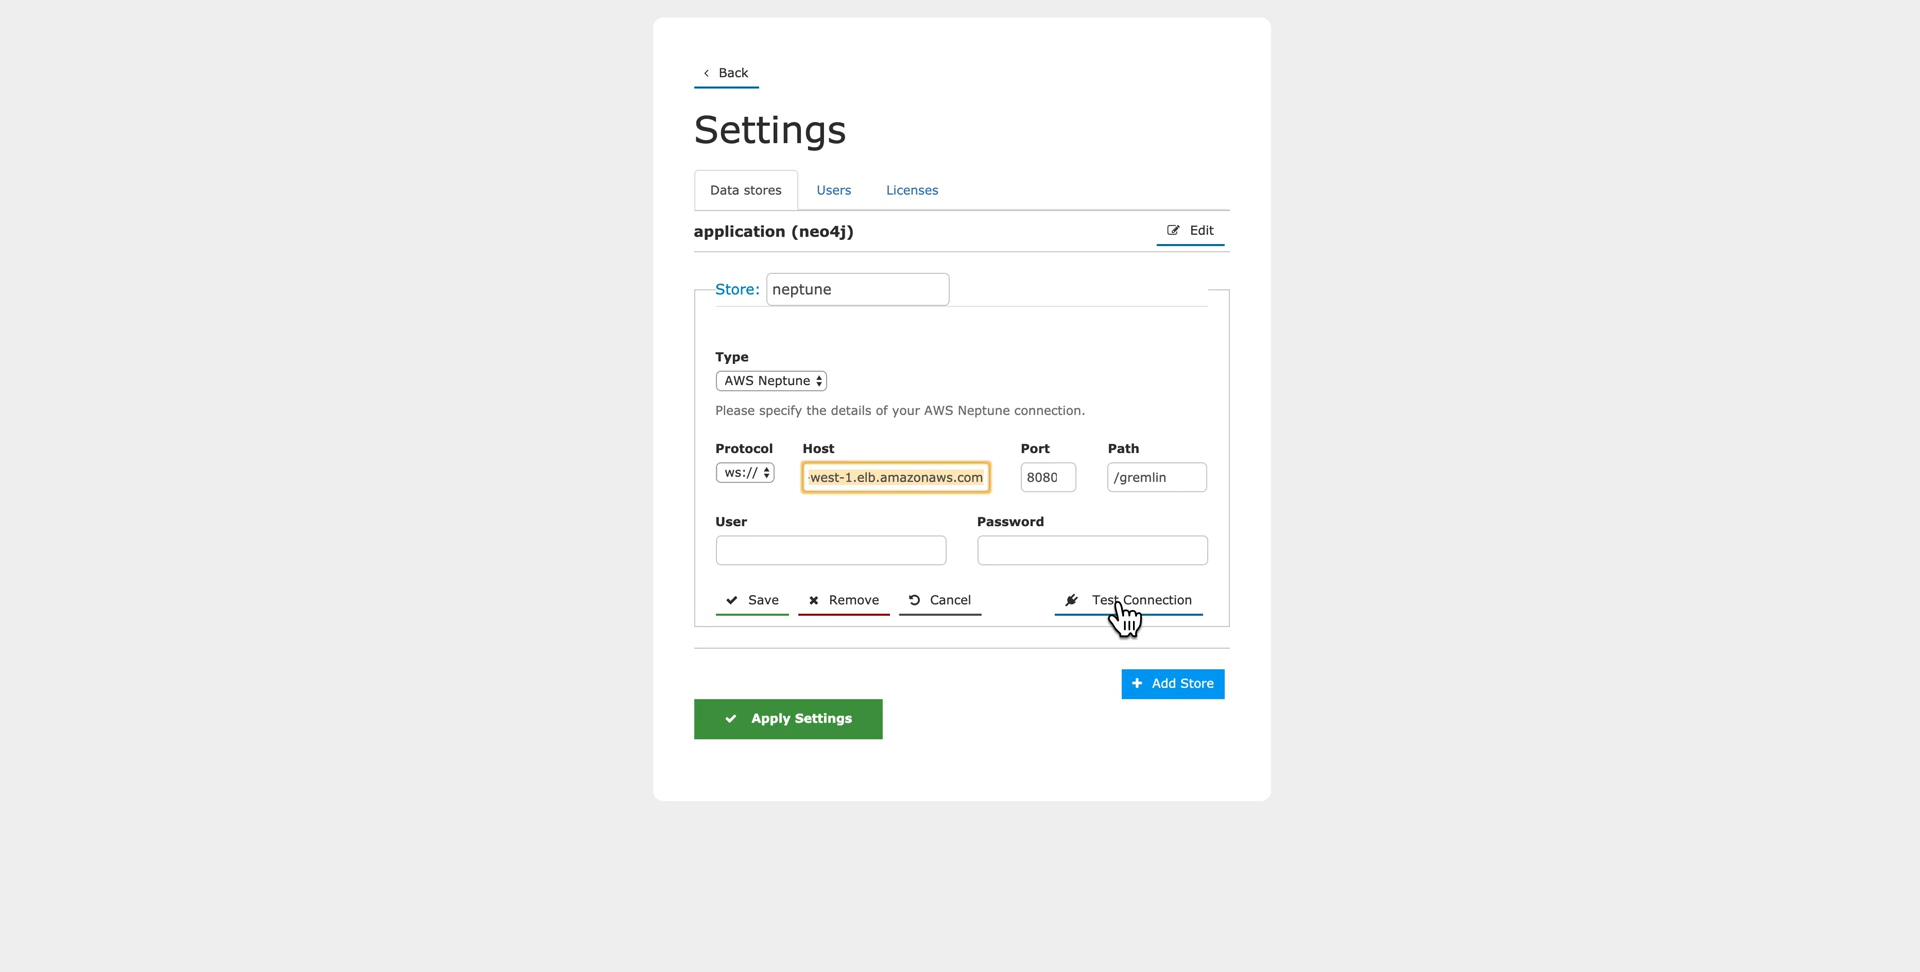 Back
Settings
Data stores Users Licenses
application (neo4j) Edit
Store: neptune
Type
AWS Neptune
Please specify the details of your AWS Neptune connection.
Protocol Host Port Path
ws:// west-1.elb.amazonaws.com 8080 /gremlin
User Password
Save Remove Cancel Test Connection
+ Add Store
Apply Settings